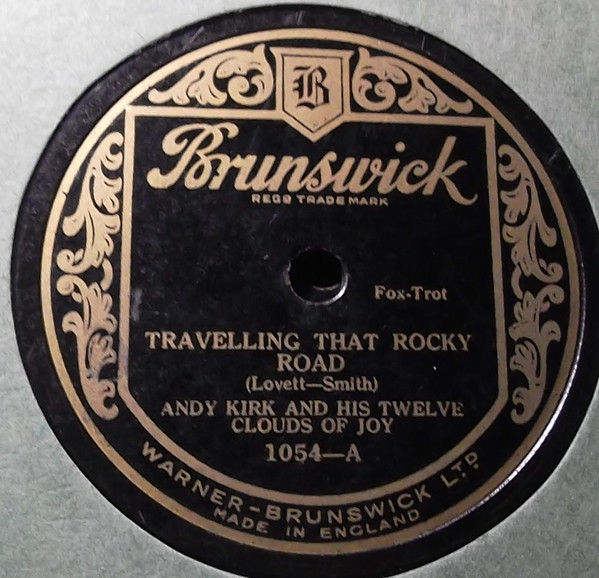 B
Brunswick
REGD TRADE MARK
Fox-Trot
TRAVELLING THAT ROCKY
ROAD
(Lovett—Smith)
ANDY KIRK AND HIS TWELVE
CLOUDS OF JOY
1054—A
WARNER-BRUNSWICK LTD
MADE IN ENGLAND